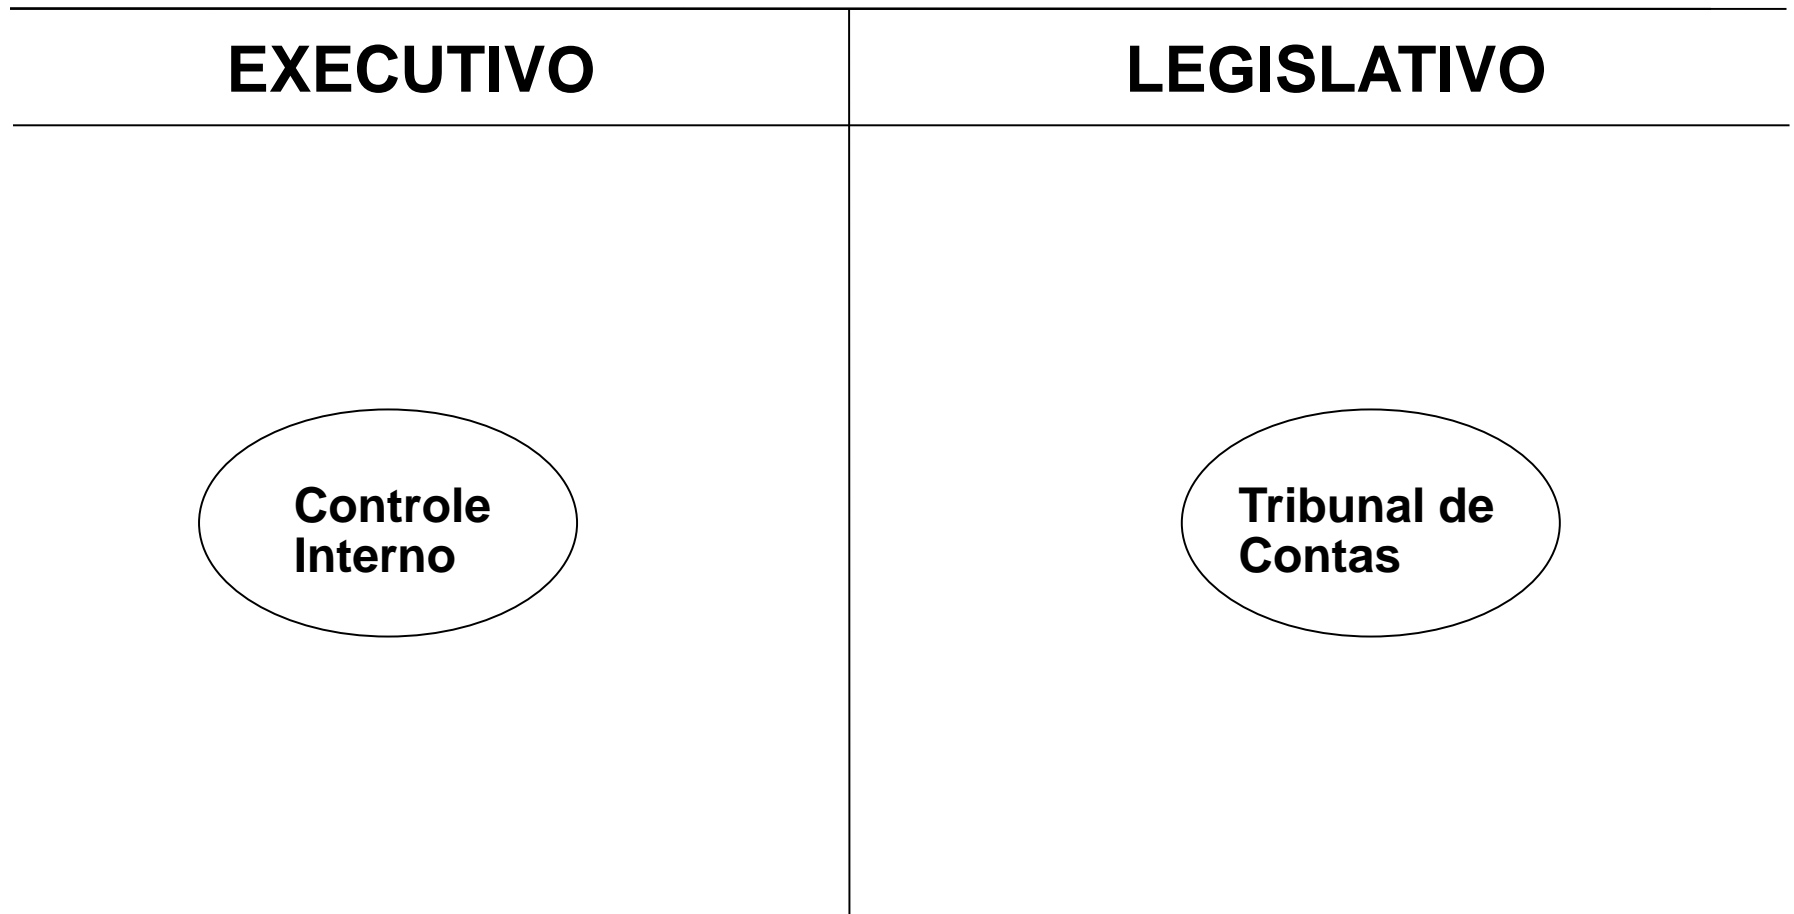 EXECUTIVO
LEGISLATIVO
Controle
Interno
Tribunal de
Contas